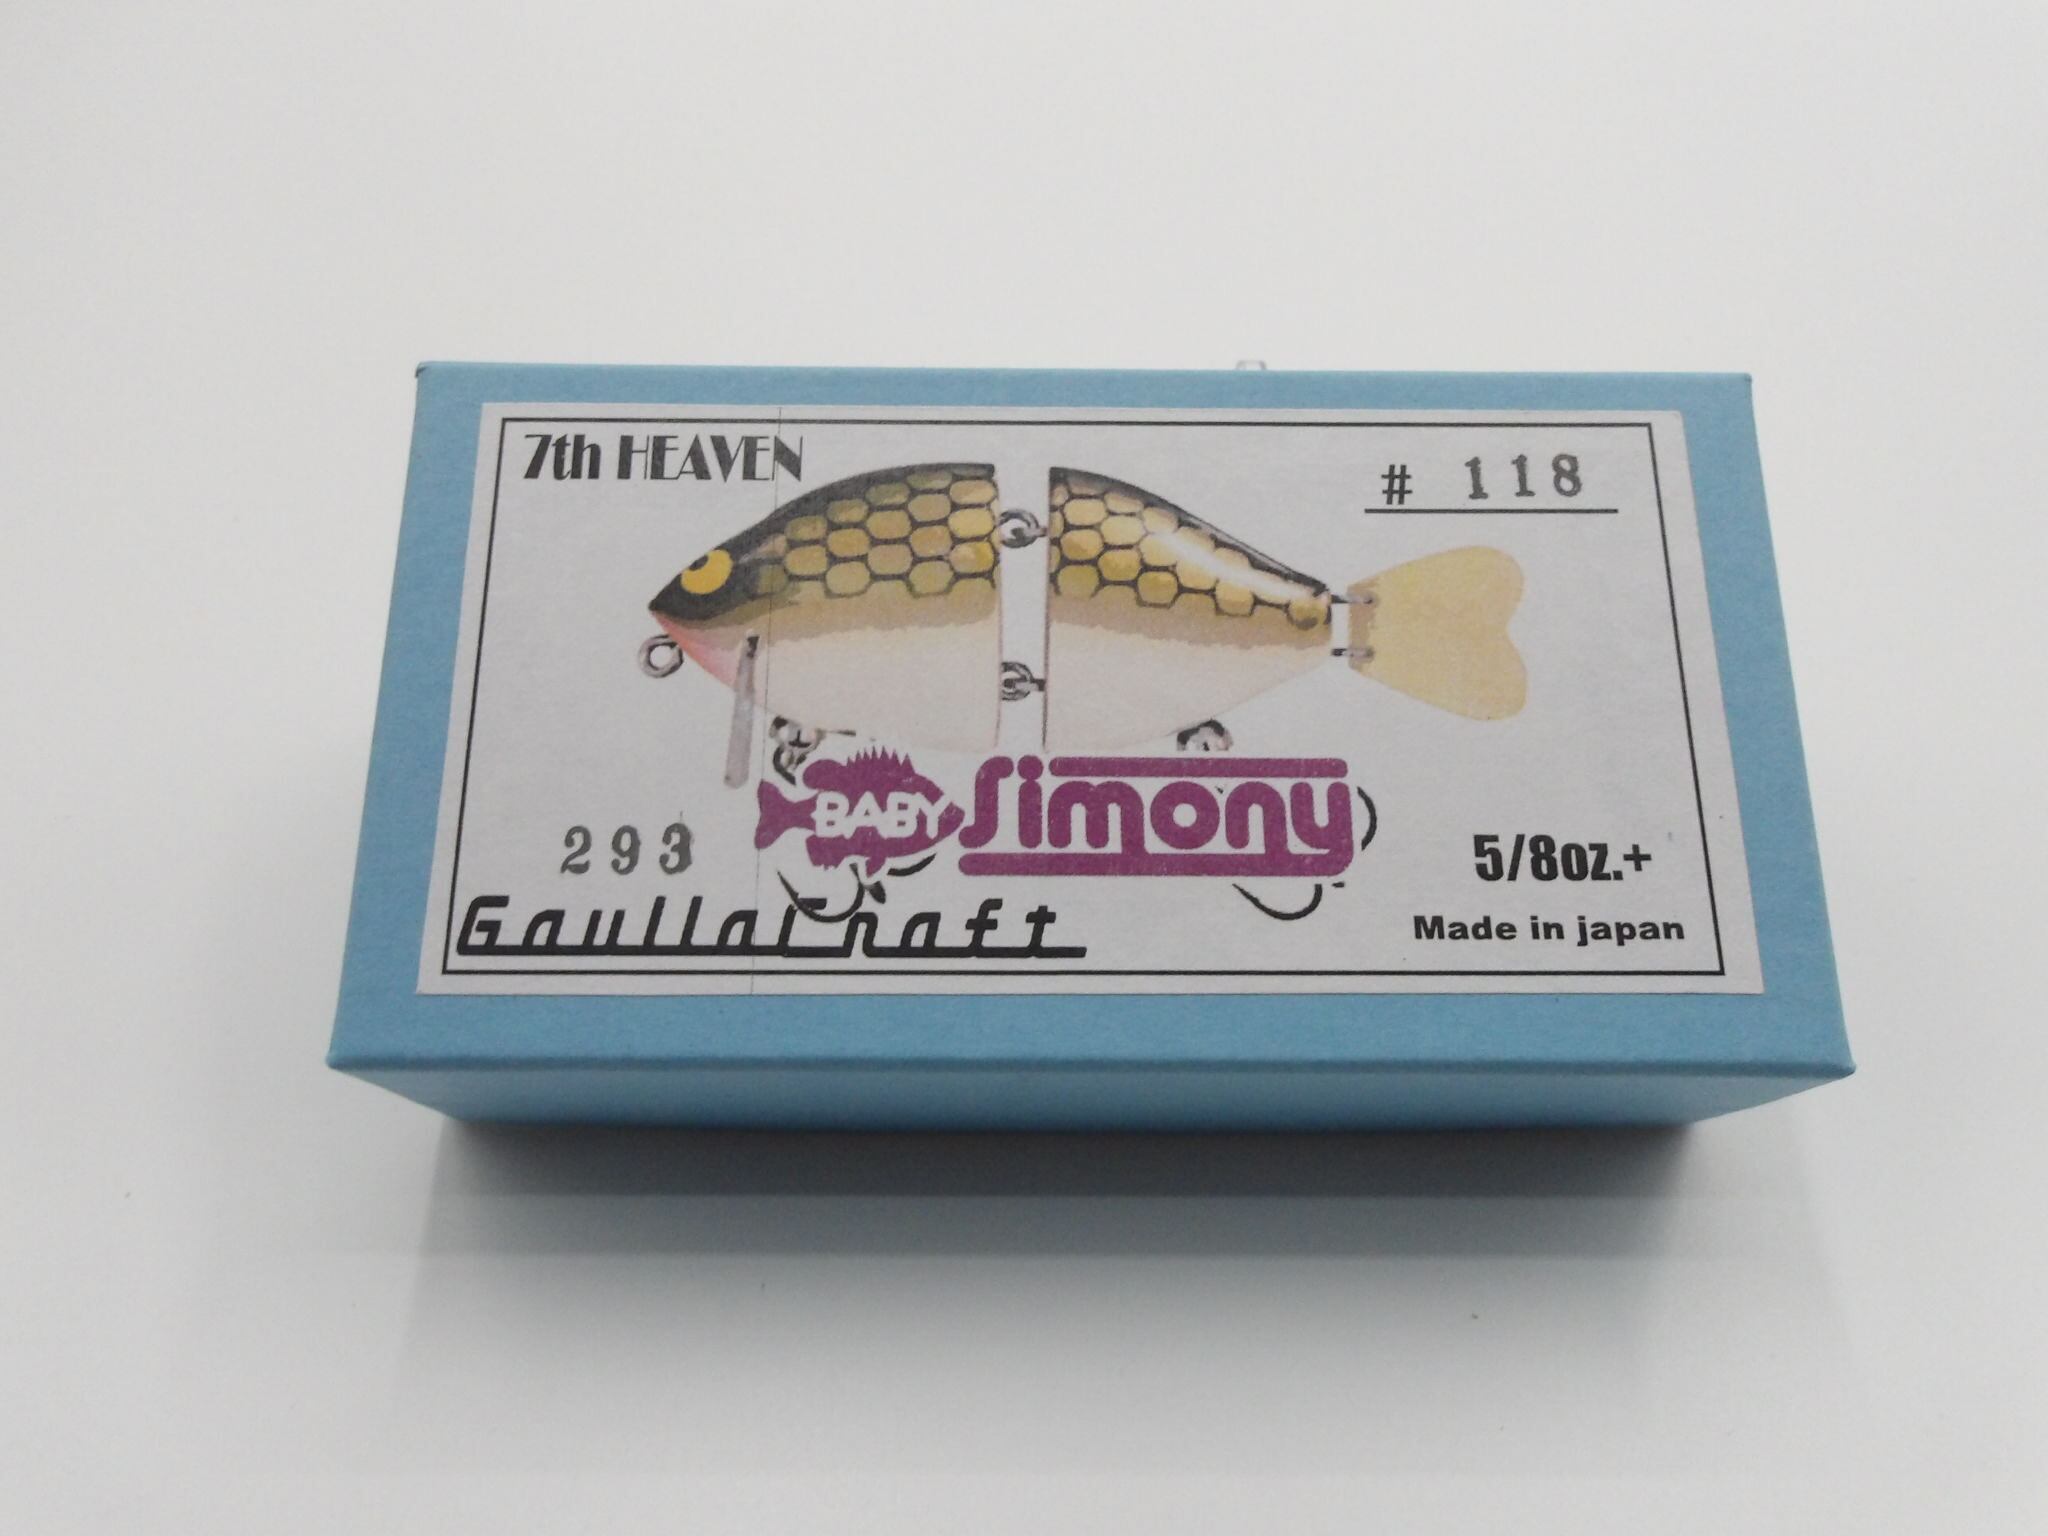 7th HEAVEN
# 118
BABY Simony
293
5/8oz.+
GaullaCraft
Made in japan